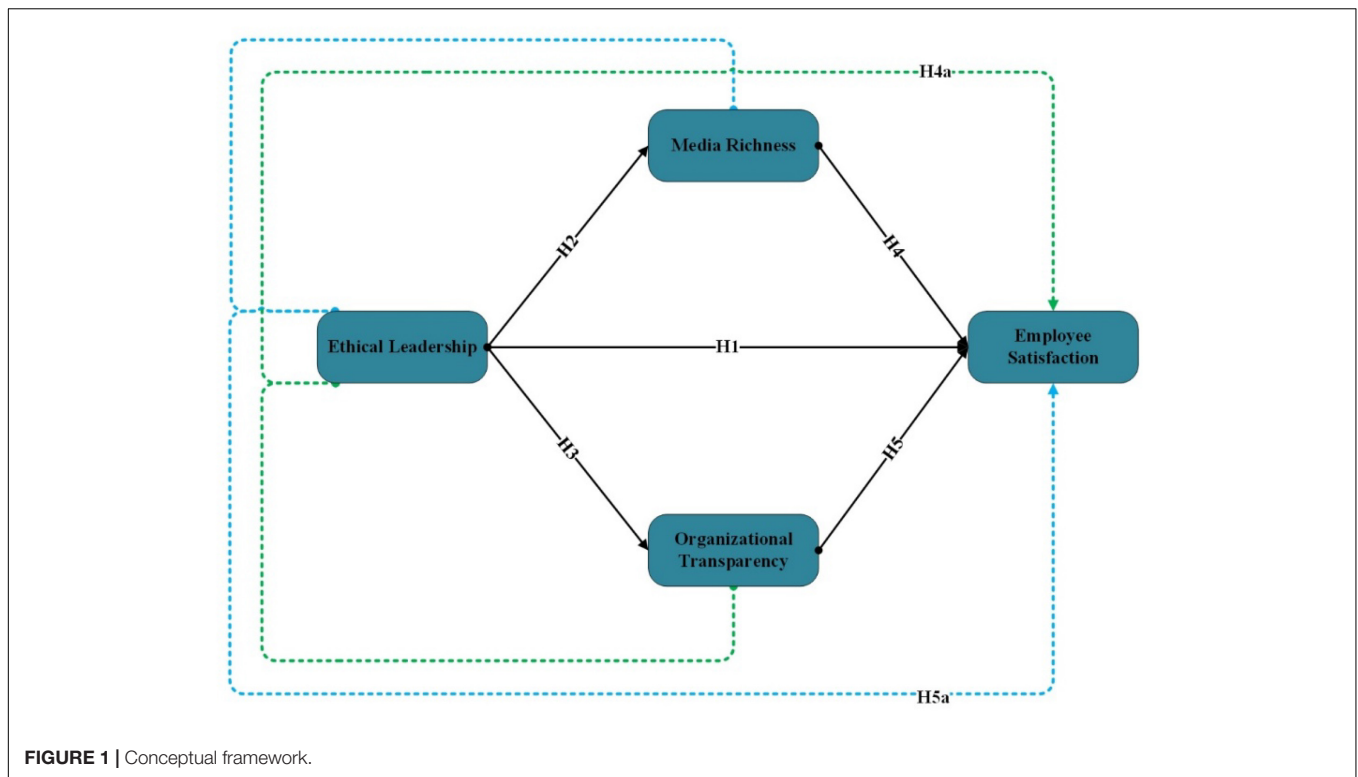 H4a
Media Richness
H2
H4
Ethical Leadership
H1
Employee
Satisfaction
H3
H5
Organizational
Transparency
H5a
FIGURE 1 | Conceptual framework.